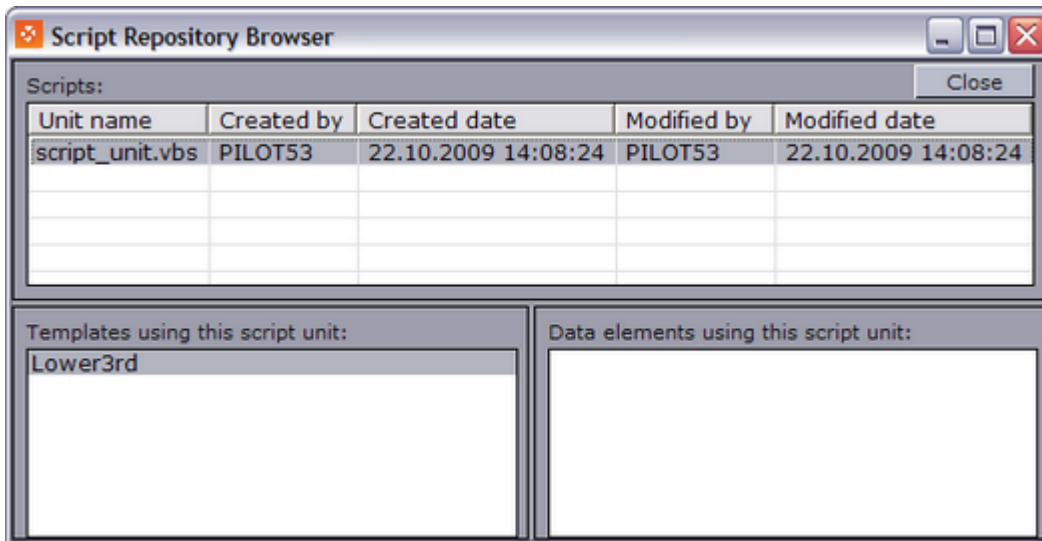 Script Repository Browser
Scripts:
Close
Unit name Created by Created date Modified by Modified date
script_unit.vbs PILOT53 22.10.2009 14:08:24 PILOT53 22.10.2009 14:08:24
Templates using this script unit:
Lower3rd
Data elements using this script unit: